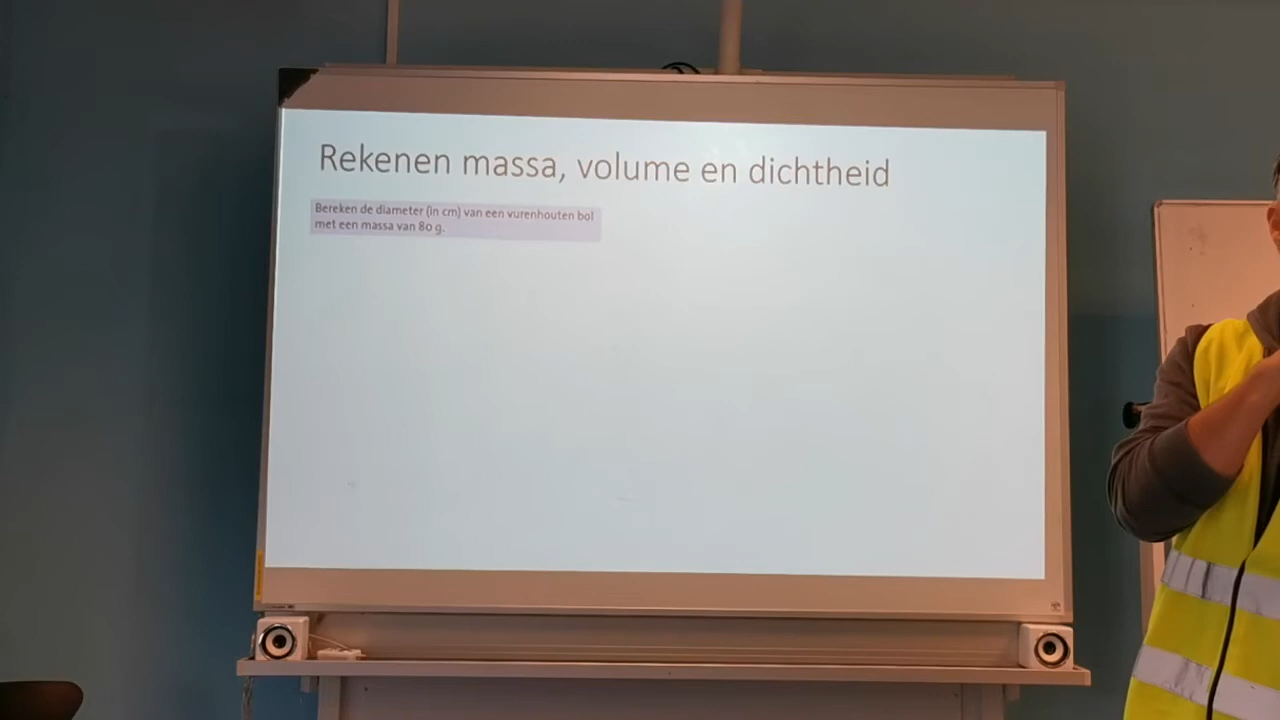 Rekenen massa, volume en dichtheid
Bereken de diameter (in cm) van een vurenhouten bol
met een massa van 80 g.